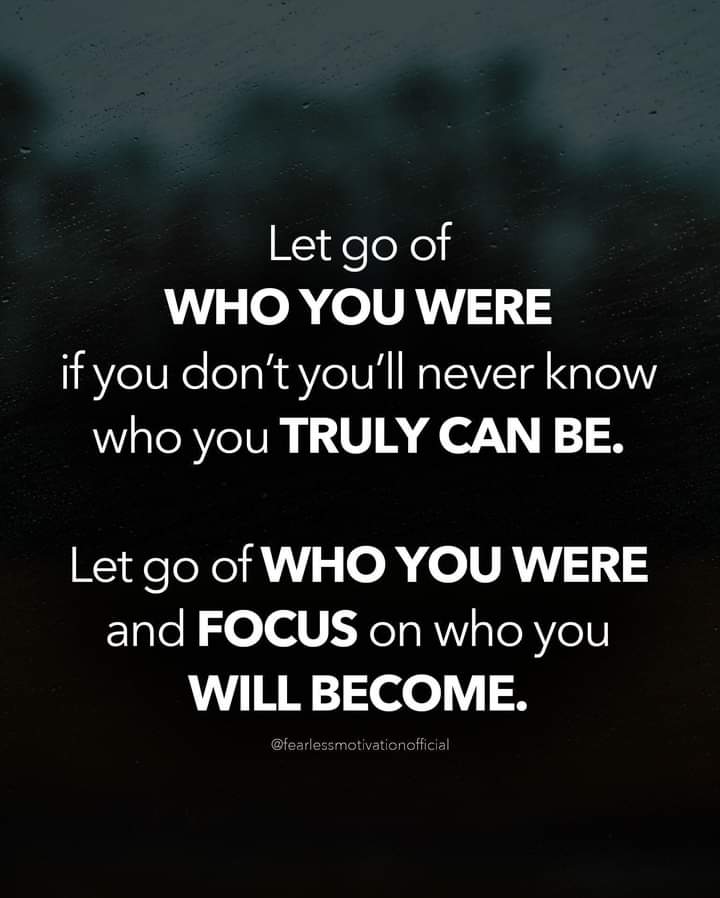 Let go of
WHO YOU WERE
if you don’t you’ll never know
who you TRULY CAN BE.
Let go of WHO YOU WERE
and FOCUS on who you
WILL BECOME.
@fearlessmotivationofficial